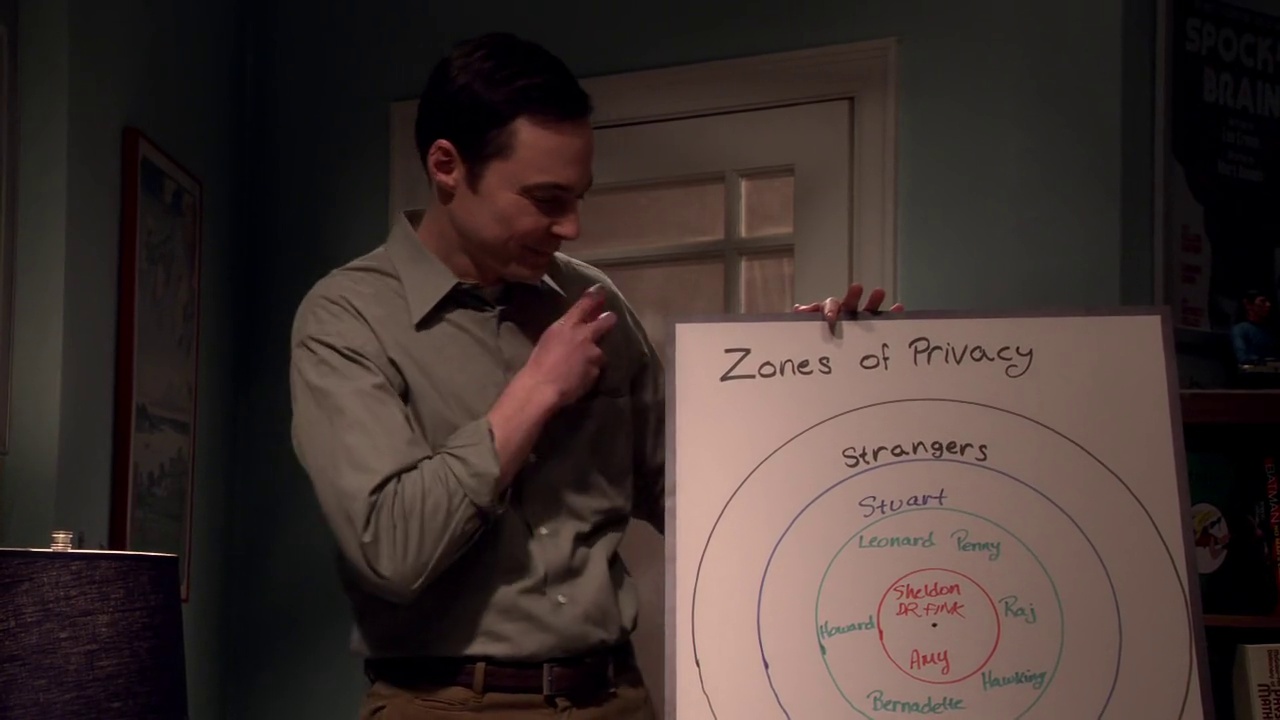 SPOCK
BRAIN
Zones of Privacy
Strangers
Stuart
Leonard Penny
Sheldon
DR FINK
Raj
Howard
Amy
Hawking
Bernadette